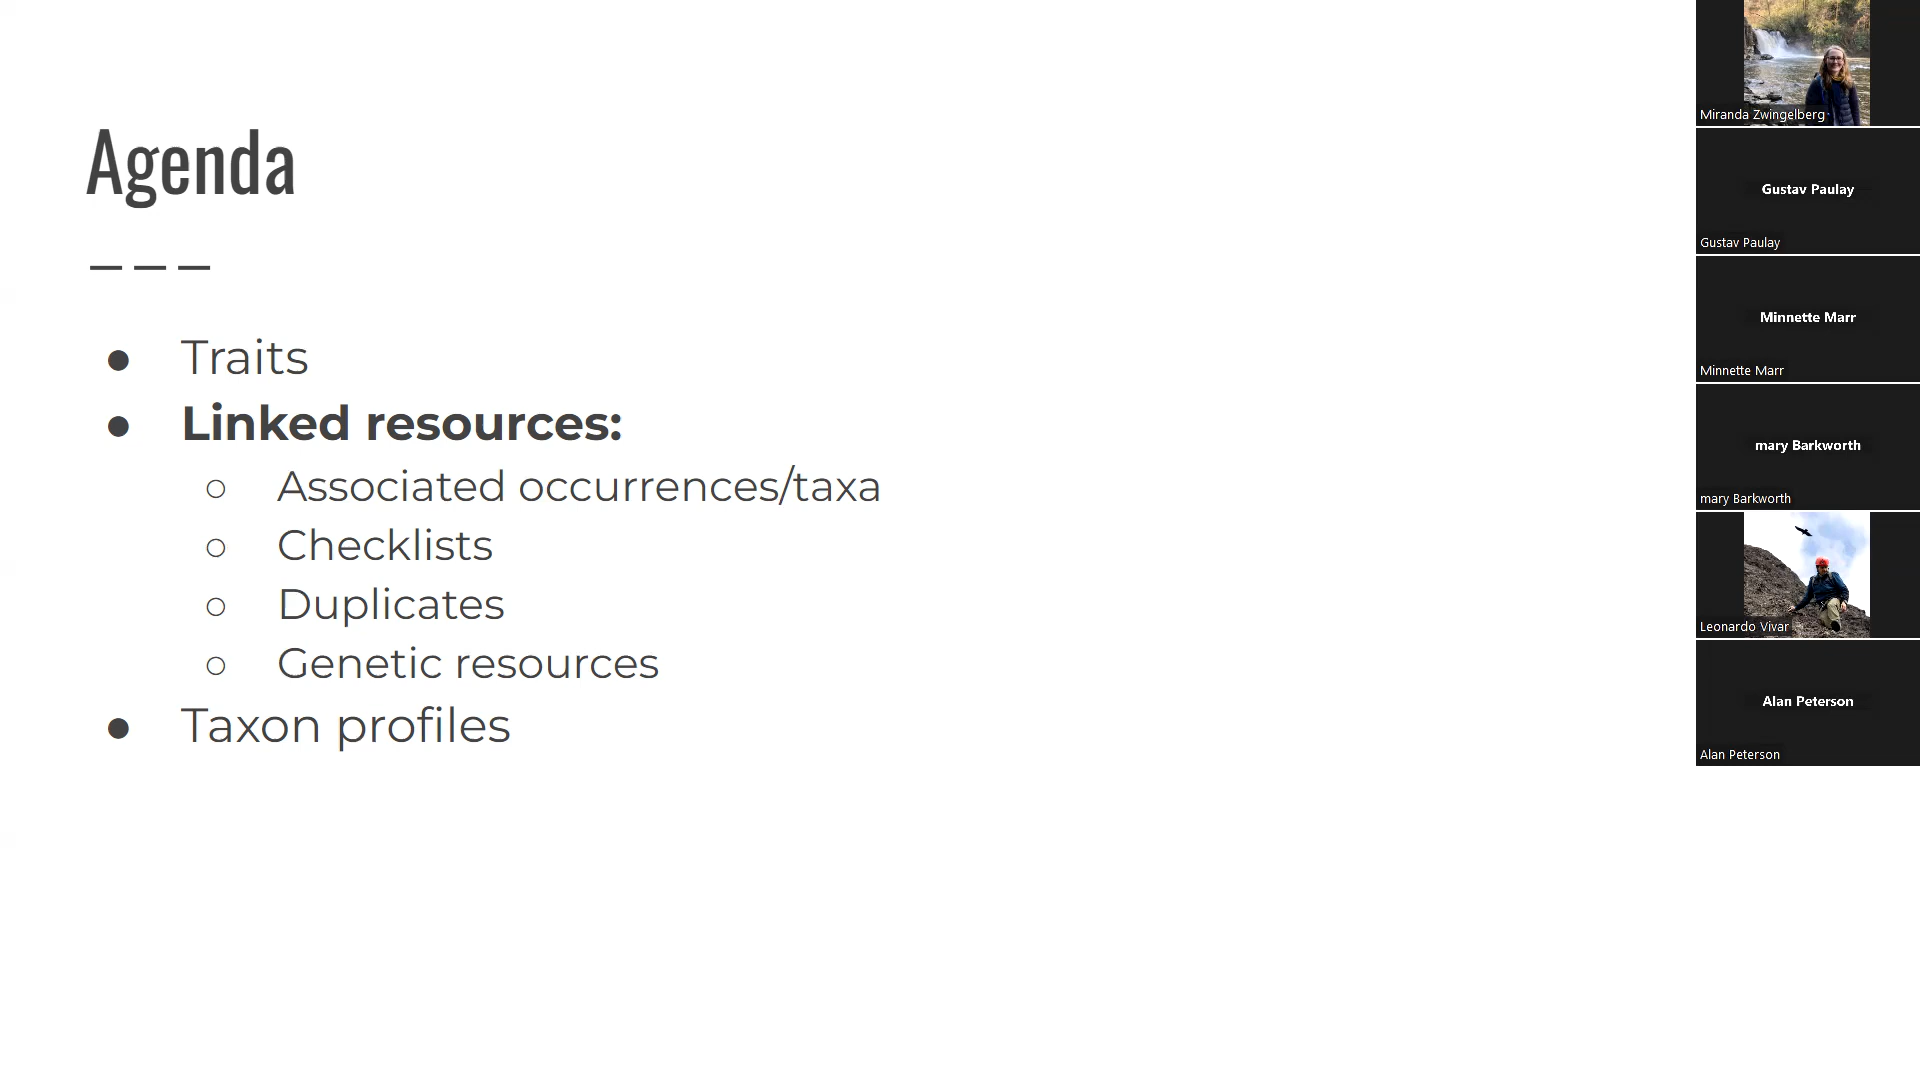 Agenda
Traits
Linked resources:
Associated occurrences/taxa
Checklists
Duplicates
Genetic resources
Taxon profiles
Miranda Zwingelberg
Gustav Paulay
Gustav Paulay
Minnette Marr
Minnette Marr
mary Barkworth
mary Barkworth
Leonardo Vivar
Alan Peterson
Alan Peterson